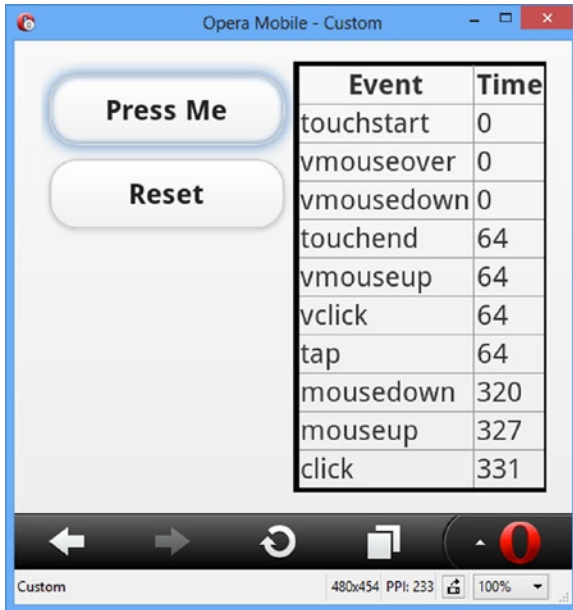 Opera Mobile - Custom
Press Me
Reset
Event Time
touchstart 0
vmouseover 0
vmousedown 0
touchend 64
vmouseup 64
vclick 64
tap 64
mousedown 320
mouseup 327
click 331
Custom 480x454 PPI: 233 100%